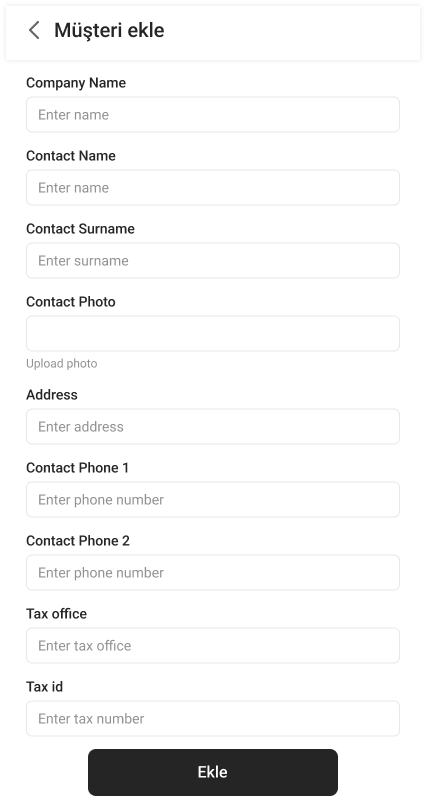 Müşteri ekle
Company Name
Enter name
Contact Name
Enter name
Contact Surname
Enter surname
Contact Photo
Upload photo
Address
Enter address
Contact Phone 1
Enter phone number
Contact Phone 2
Enter phone number
Tax office
Enter tax office
Tax id
Enter tax number
Ekle